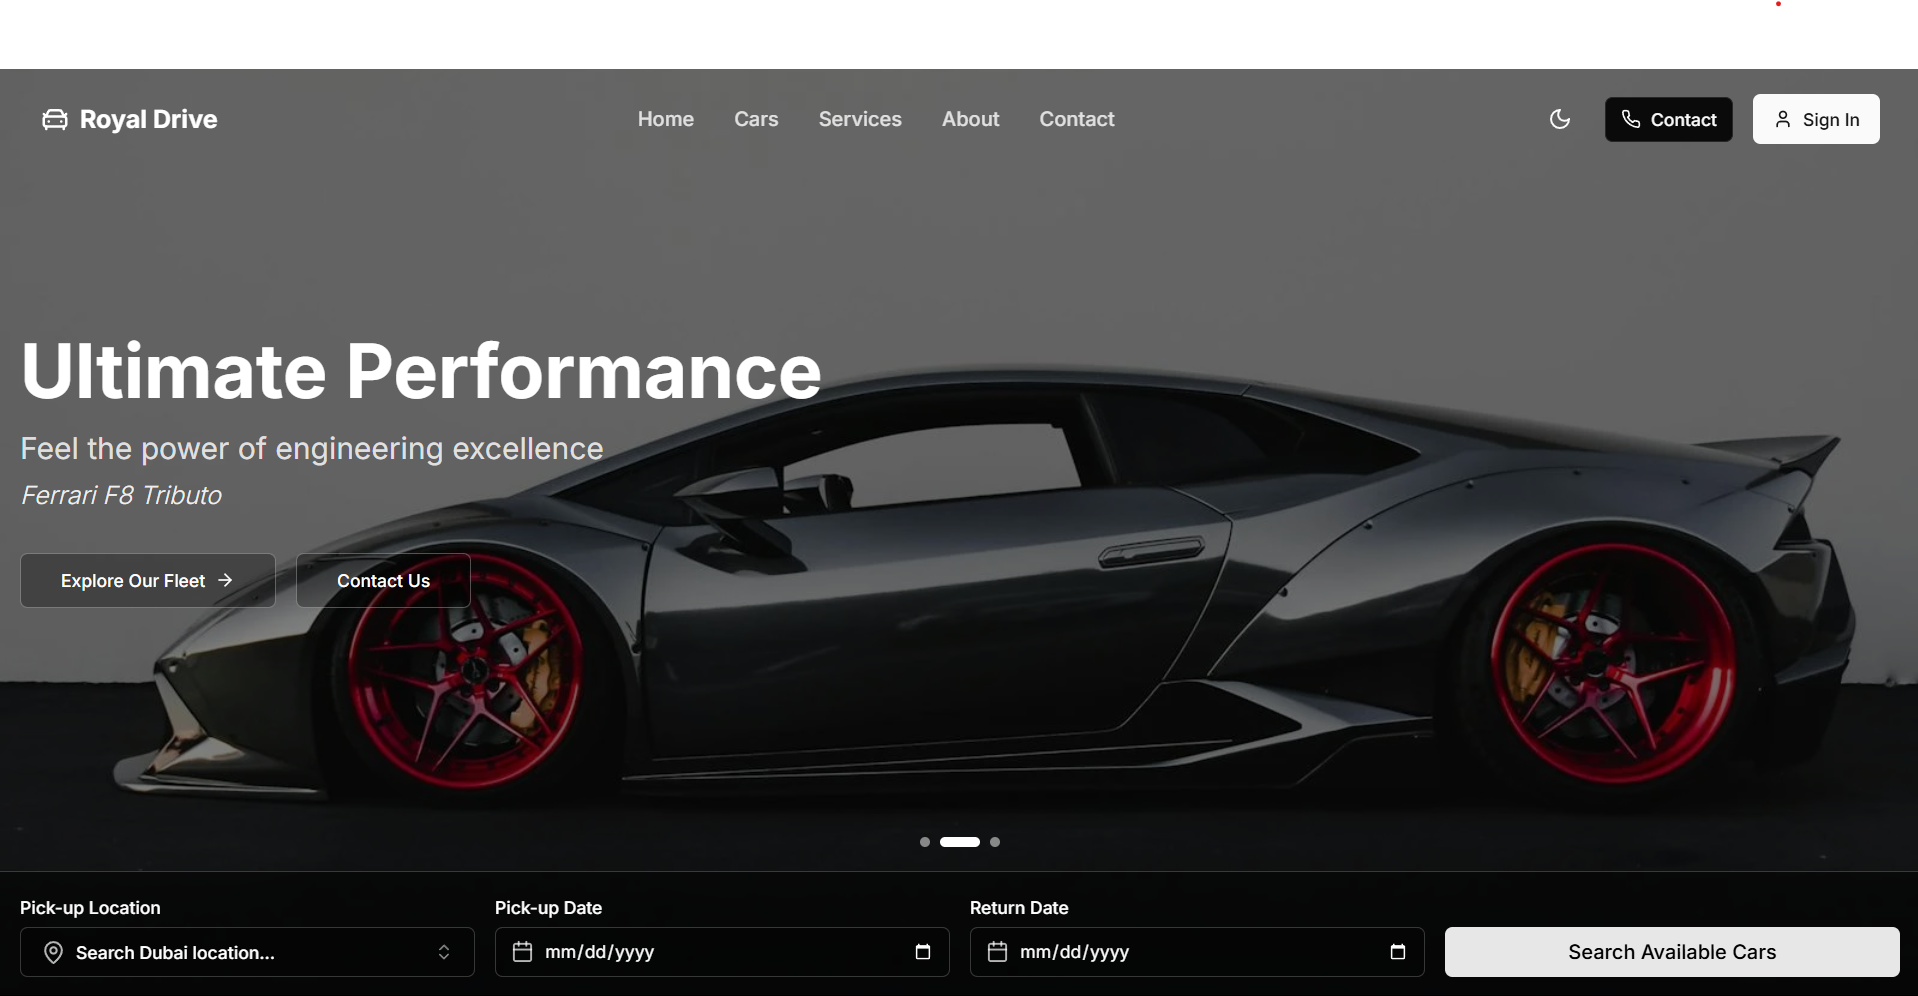 Royal Drive
Home Cars Services About Contact
Contact
Sign In
Ultimate Performance
Feel the power of engineering excellence
Ferrari F8 Tributo
Explore Our Fleet →
Contact Us
Pick-up Location
Search Dubai location...
Pick-up Date
mm/dd/yyyy
Return Date
mm/dd/yyyy
Search Available Cars